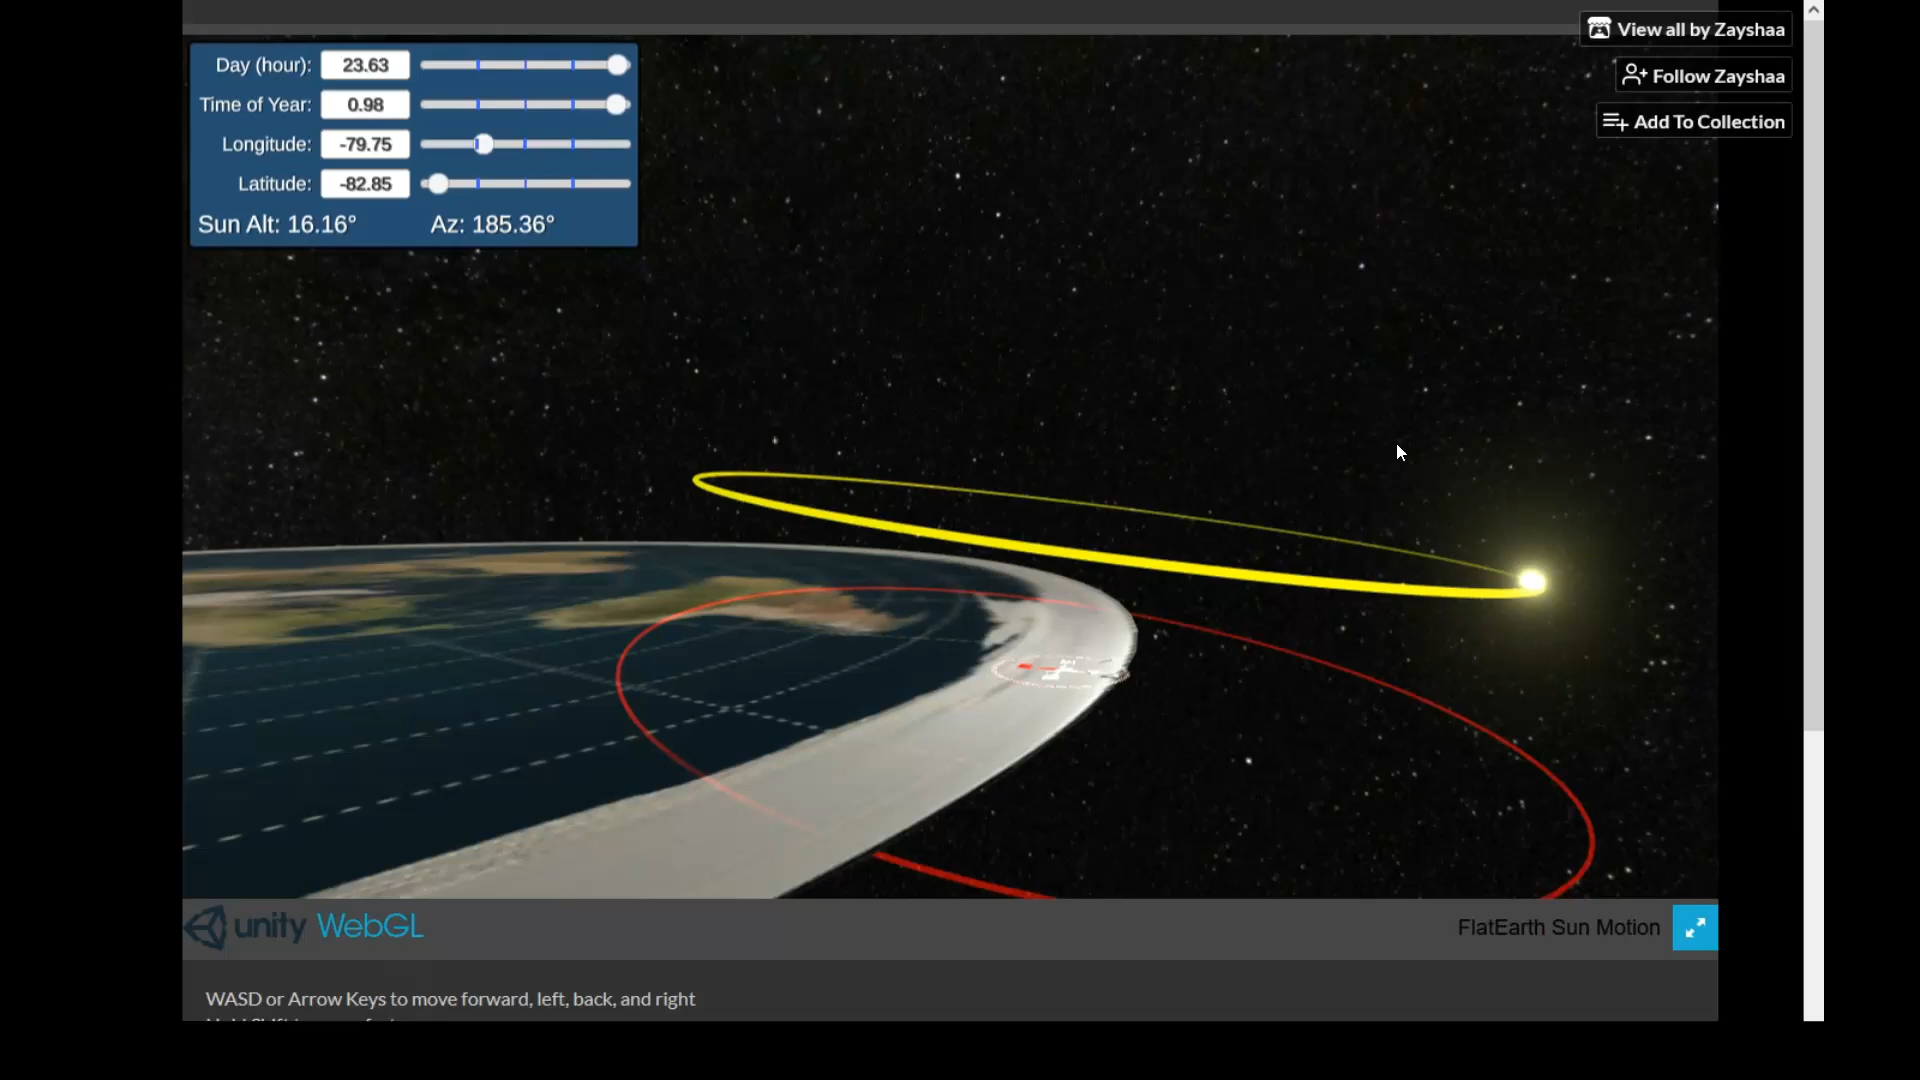 View all by Zayshaa
Follow Zayshaa
Add To Collection
Day (hour): 23.63
Time of Year: 0.98
Longitude: -79.75
Latitude: -82.85
Sun Alt: 16.16° Az: 185.36°
unity WebGL
FlatEarth Sun Motion
WASD or Arrow Keys to move forward, left, back, and right